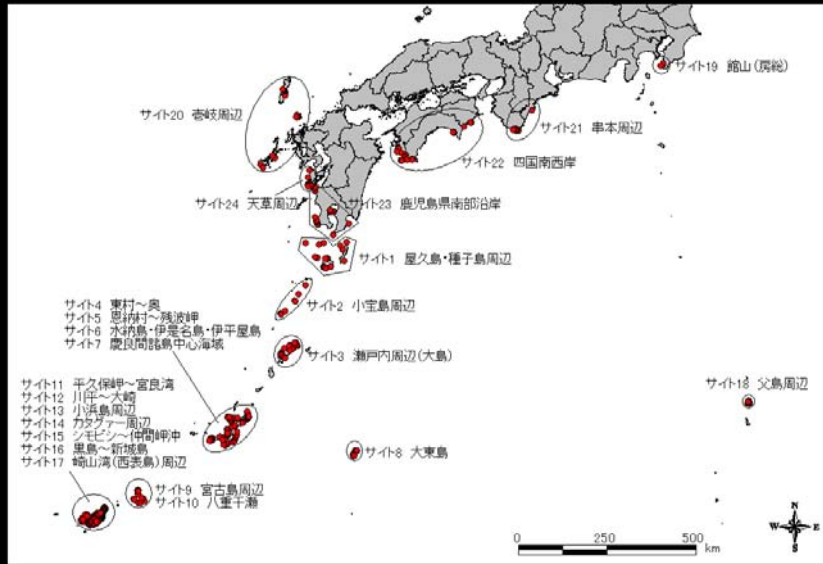 サイト19 館山(房総)
サイト20 壱岐周辺
サイト21 串本周辺
サイト22 四国南西岸
サイト24 天草周辺
サイト23 鹿児島県南部沿岸
サイト1 屋久島・種子島周辺
サイト2 小宝島周辺
サイト4 東村～奥
サイト5 恩納村～残波岬
サイト6 水納島・伊是名島・伊平屋島
サイト7 慶良間諸島中心海域
サイト3 瀬戸内周辺(大島)
サイト11 平久保岬～宮良湾
サイト12 川平～大崎
サイト13 小浜島周辺
サイト14 カタグァー周辺
サイト15 シモビシ～仲間岬沖
サイト16 黒島～新城島
サイト17 崎山湾(西表島)周辺
サイト18 父島周辺
サイト8 大東島
サイト9 宮古島周辺
サイト10 八重干瀬
N
W E
S
0 250 500
km